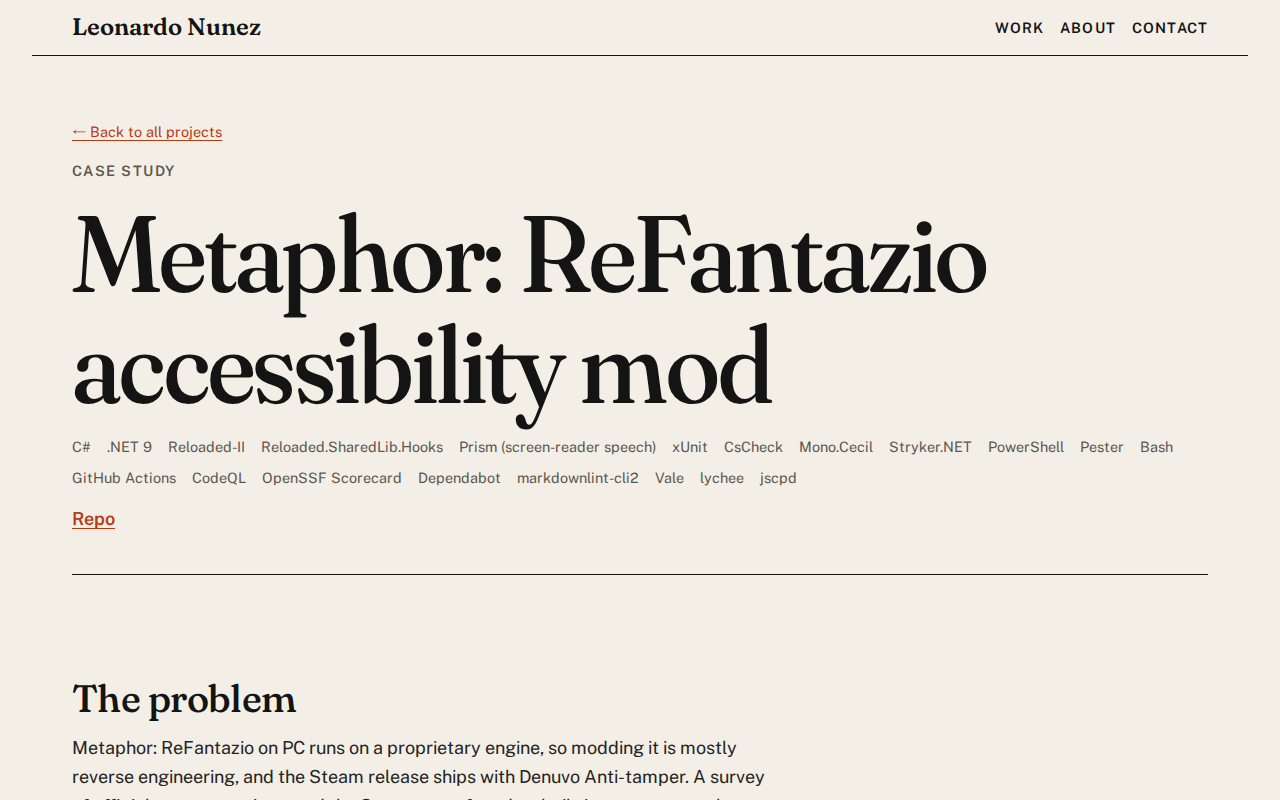 Leonardo Nunez
WORK ABOUT CONTACT
← Back to all projects
CASE STUDY
Metaphor: ReFantazio
accessibility mod
C# .NET 9 Reloaded-II Reloaded.SharedLib.Hooks Prism (screen-reader speech) xUnit CsCheck Mono.Cecil Stryker.NET PowerShell Pester Bash
GitHub Actions CodeQL OpenSSF Scorecard Dependabot markdownlint-cli2 Vale lychee jscpd
Repo
The problem
Metaphor: ReFantazio on PC runs on a proprietary engine, so modding it is mostly
reverse engineering, and the Steam release ships with Denuvo Anti-tamper. A survey